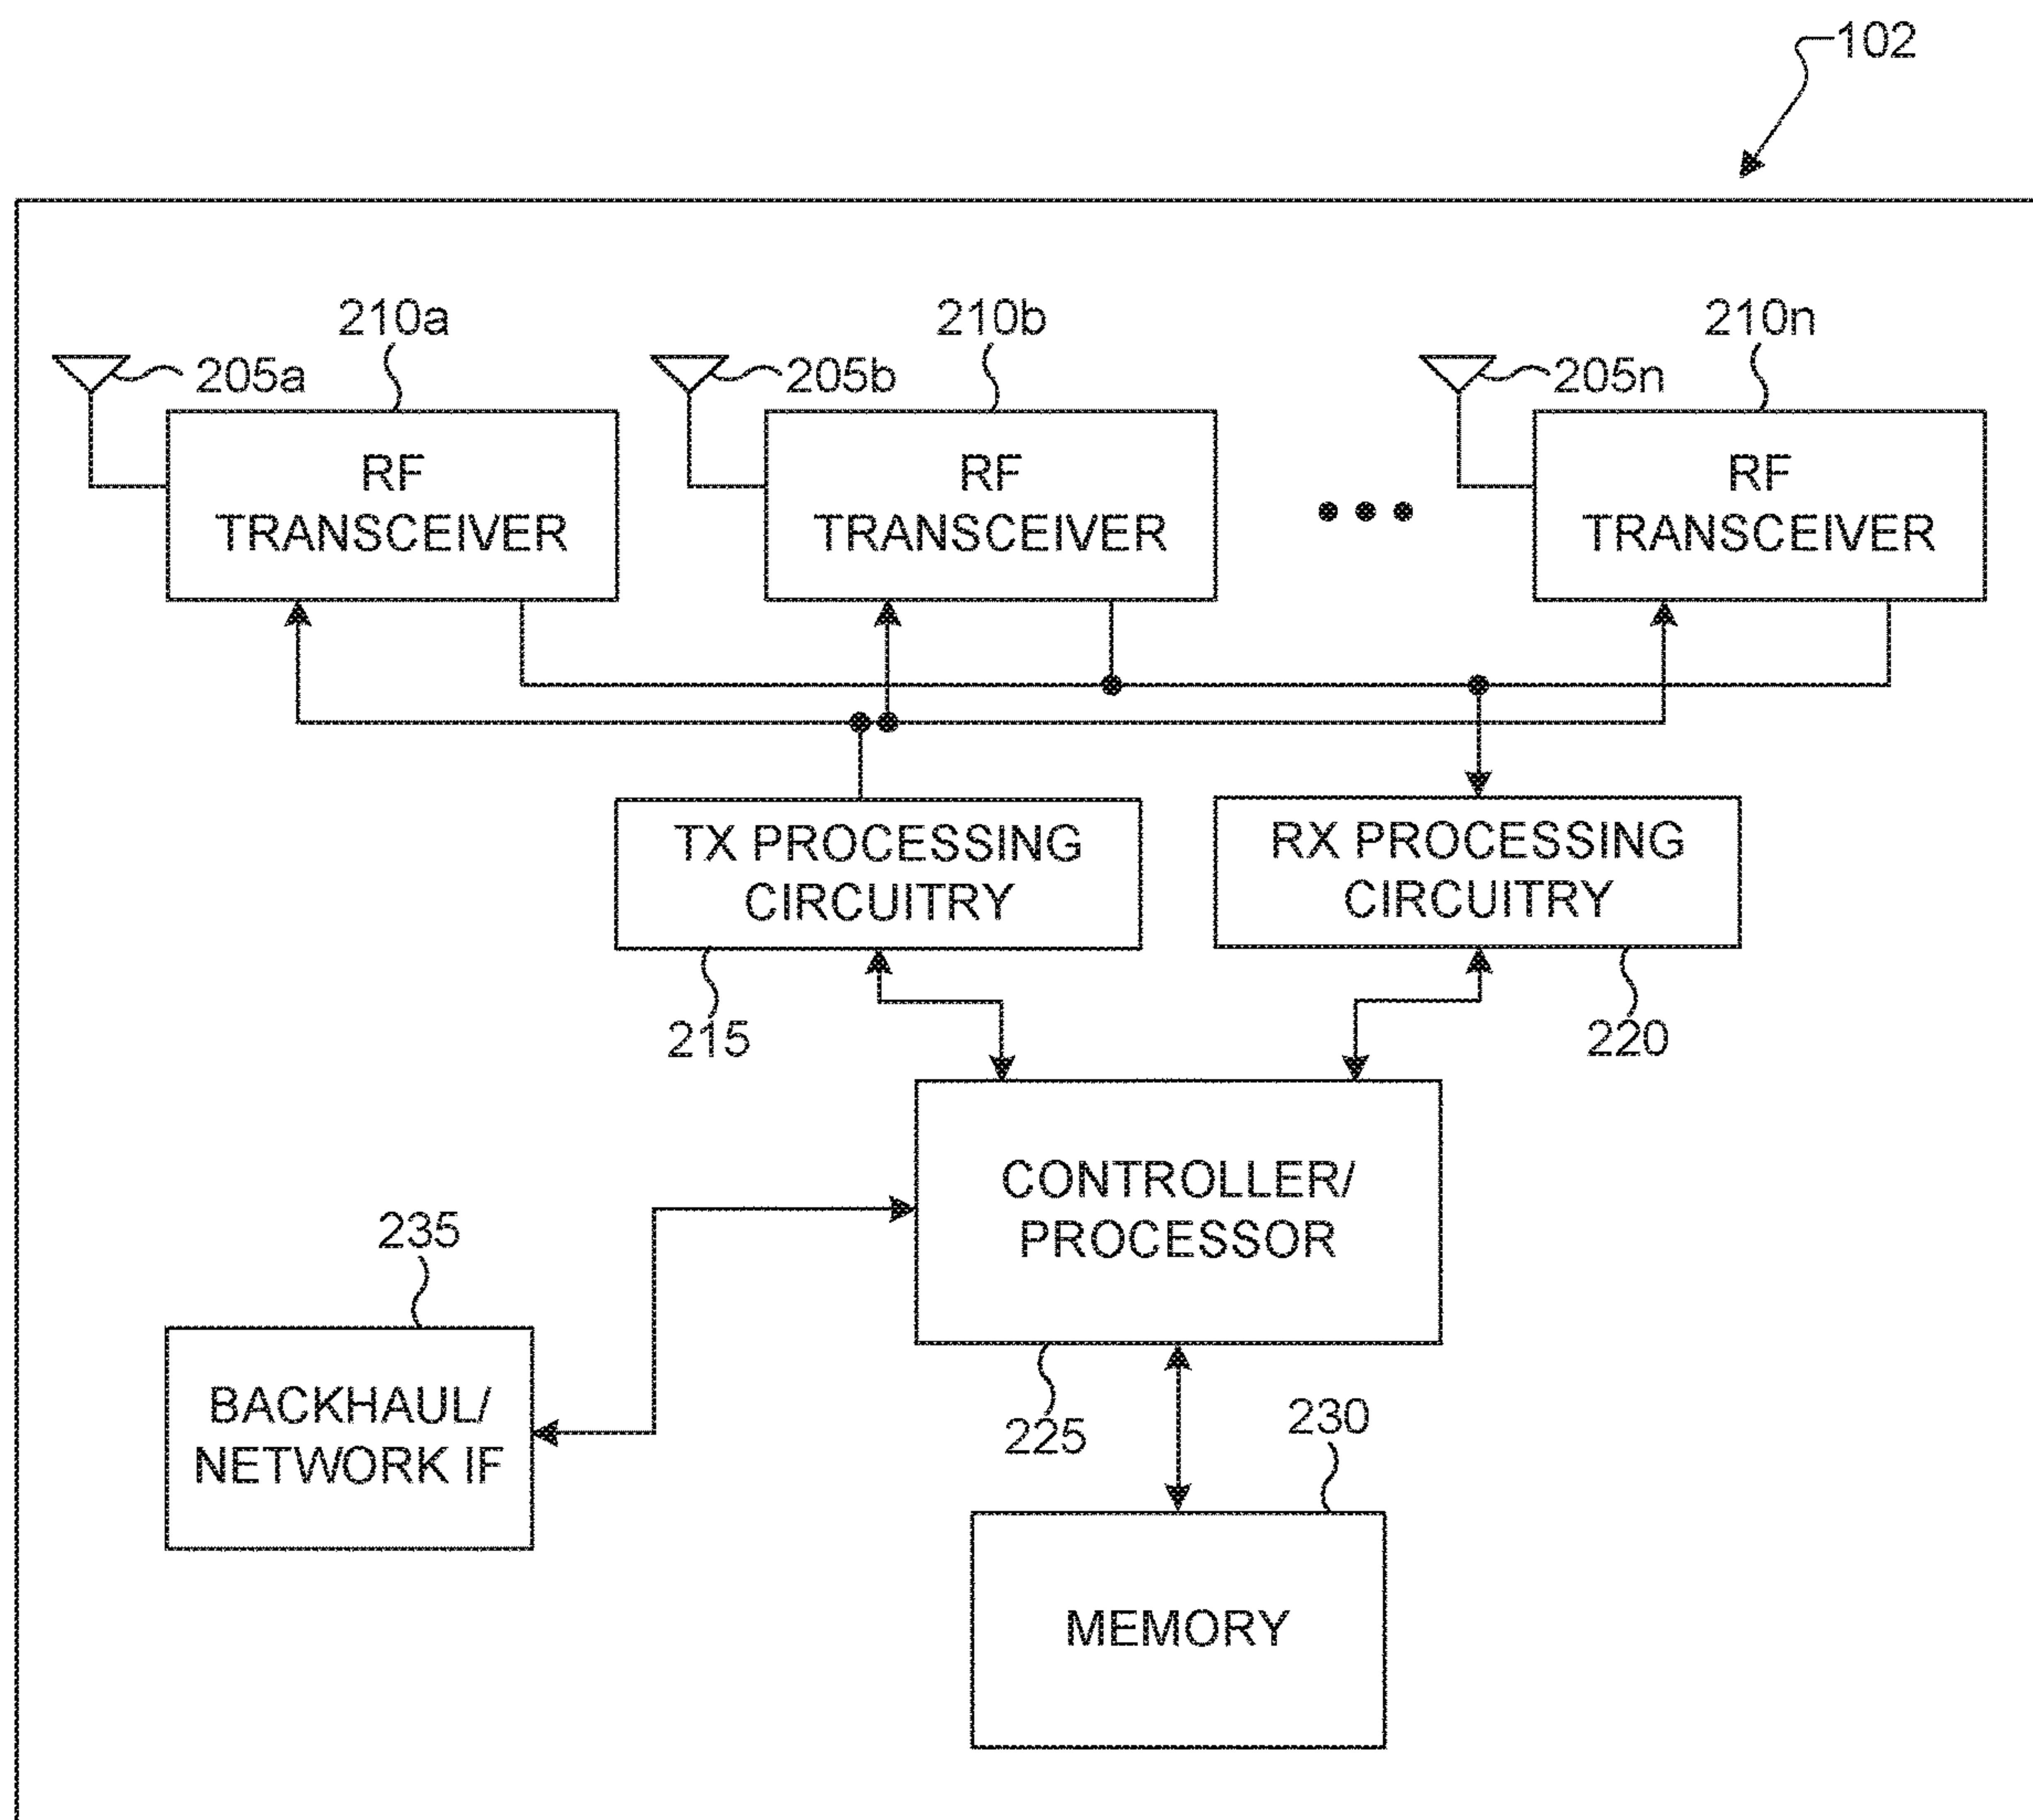 102
210a
210b
210n
205a
205b
205n
RF
TRANSCEIVER
RF
TRANSCEIVER
RF
TRANSCEIVER
TX PROCESSING
CIRCUITRY
RX PROCESSING
CIRCUITRY
215
220
CONTROLLER/
PROCESSOR
235
225
230
BACKHAUL/
NETWORK IF
MEMORY